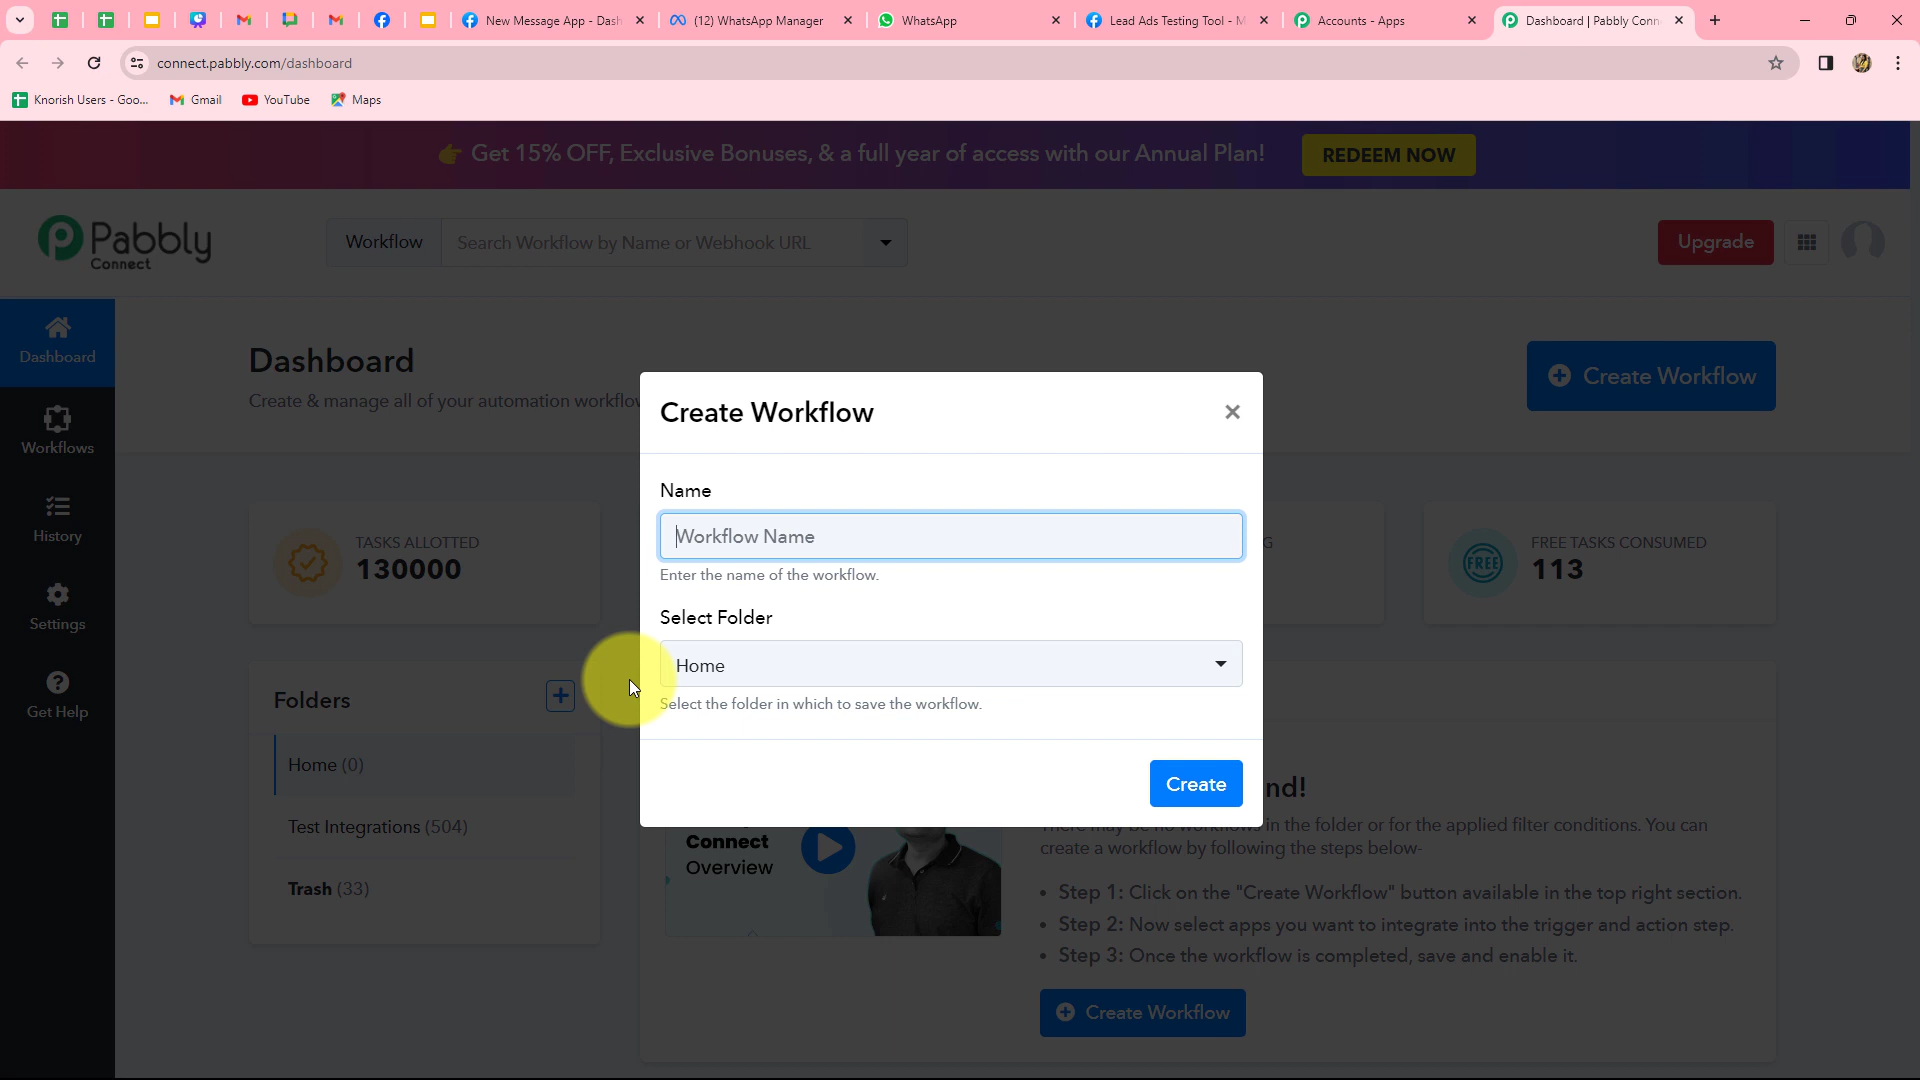 New Message App - Dash
(12) WhatsApp Manager
WhatsApp
Lead Ads Testing Tool - M
Accounts - Apps
Dashboard | Pabbly Conn
connect.pabbly.com/dashboard
Knorish Users - Goo...
Gmail
YouTube
Maps
Get 15% OFF, Exclusive Bonuses, & a full year of access with our Annual Plan!
REDEEM NOW
Pabbly
Connect
Workflow
Search Workflow by Name or Webhook URL
Upgrade
Dashboard
Workflows
History
Settings
Get Help
Dashboard
Create & manage all of your automation workflo
Create Workflow
TASKS ALLOTTED
130000
G
FREE
FREE TASKS CONSUMED
113
Folders
Home (0)
Test Integrations (504)
Trash (33)
Create Workflow
Name
Workflow Name
Enter the name of the workflow.
Select Folder
Home
Select the folder in which to save the workflow.
Create
Connect
Overview
nd!
There may be no workflows in the folder or for the applied filter conditions. You can
create a workflow by following the steps below-
• Step 1: Click on the "Create Workflow" button available in the top right section.
• Step 2: Now select apps you want to integrate into the trigger and action step.
• Step 3: Once the workflow is completed, save and enable it.
Create Workflow